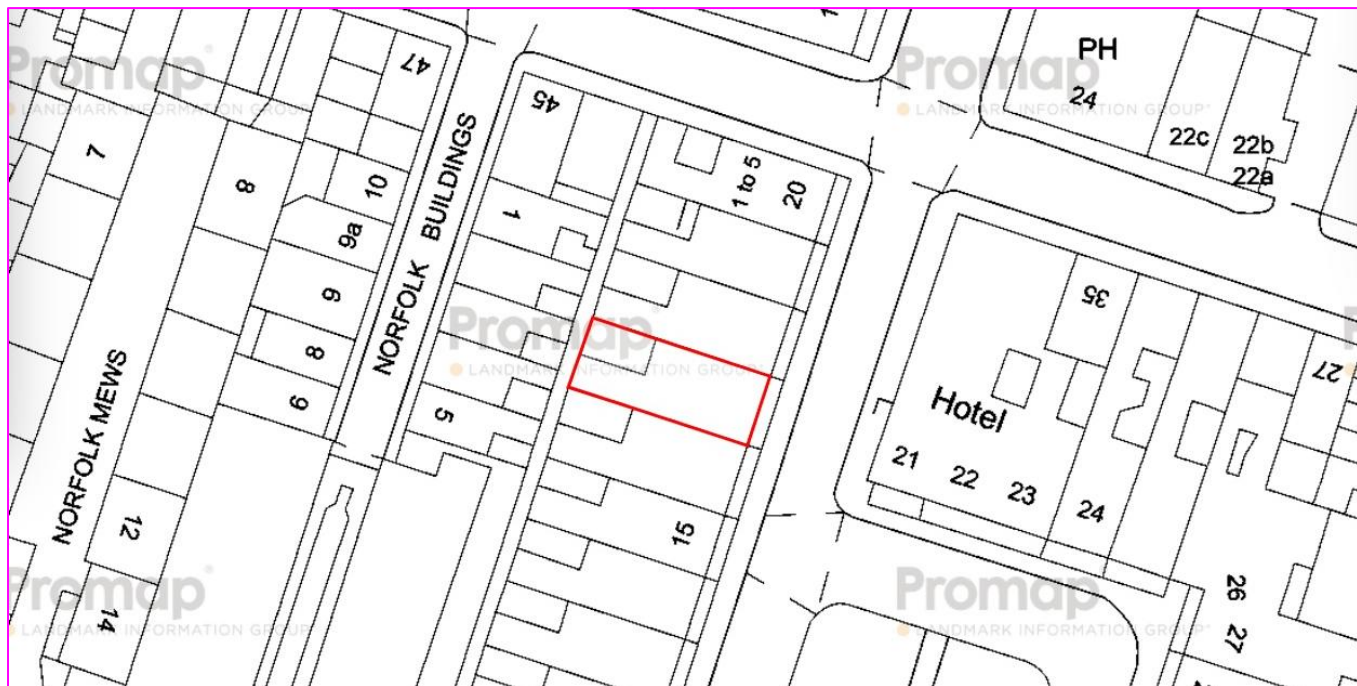 47
PH
Promap
LANDMARK INFORMATION GROUP
Promap
LANDMARK INFORMATION GROUP
45
24
22c
22b
22a
7
8
10
1 to 5
20
9a
1
NORFOLK BUILDINGS
6
35
8
Promap
LANDMARK INFORMATION GROUP
27
9
5
Hotel
NORFOLK MEWS
21
22
23
24
12
15
Promap
LANDMARK INFORMATION GROUP
Promap
LANDMARK INFORMATION GROUP
26
14
27